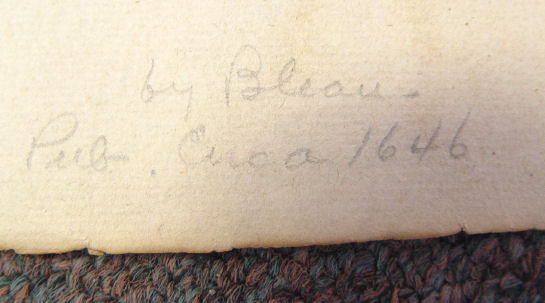 by Bleau.
Pub. Circa 1646.